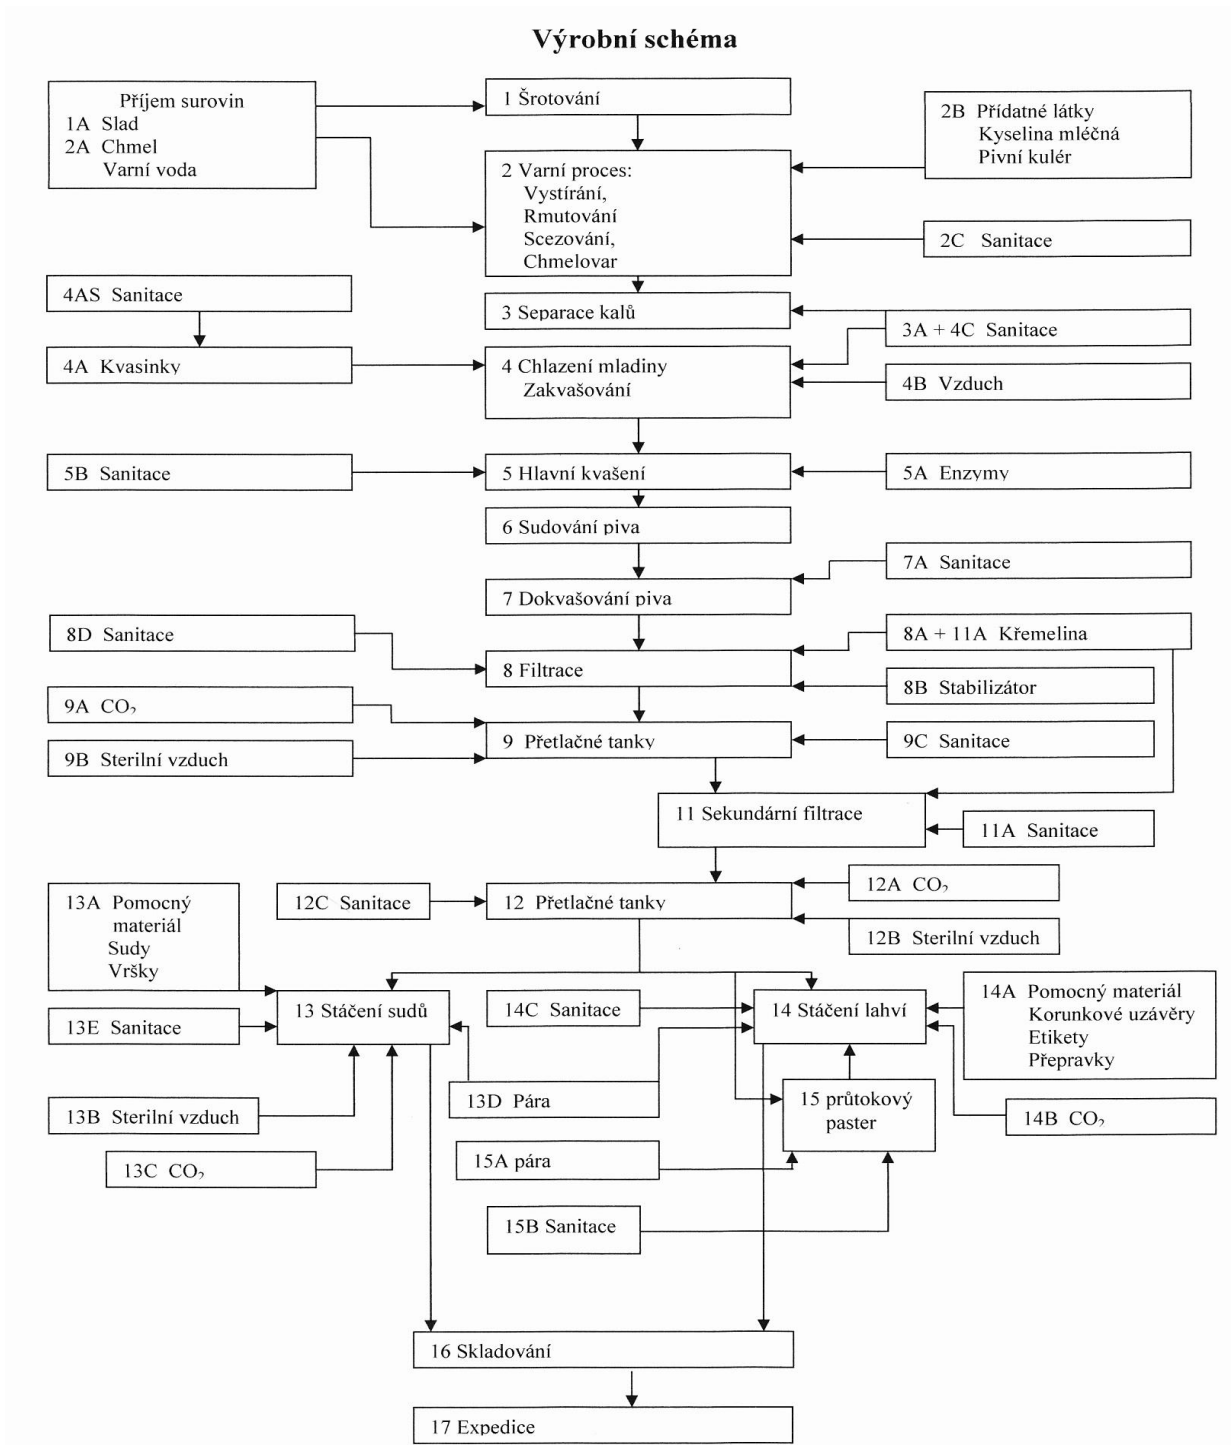 Výrobní schéma
Příjem surovin
1A Slad
2A Chmel
Varní voda
1 Šrotování
2B Přídatné látky
Kyselina mléčná
Pivní kulér
2 Varní proces:
Vystírání,
Rmutování
Scezování,
Chmelovar
2C Sanitace
4AS Sanitace
3 Separace kalů
3A + 4C Sanitace
4A Kvasinky
4 Chlazení mladiny
Zakvašování
4B Vzduch
5B Sanitace
5 Hlavní kvašení
5A Enzymy
6 Sudování piva
7A Sanitace
7 Dokvašování piva
8D Sanitace
8A + 11A Křemelina
8 Filtrace
8B Stabilizátor
9A CO₂
9 Přetlačné tanky
9C Sanitace
9B Sterilní vzduch
11 Sekundární filtrace
11A Sanitace
13A Pomocný
materiál
Sudy
Vršky
12C Sanitace
12 Přetlačné tanky
12A CO₂
12B Sterilní vzduch
13 Stáčení sudů
14C Sanitace
14 Stáčení lahví
14A Pomocný materiál
Korunkové uzávěry
Etikety
Přepravky
13E Sanitace
13B Sterilní vzduch
13D Pára
15 průtokový
paster
14B CO₂
13C CO₂
15A pára
15B Sanitace
16 Skladování
17 Expedice